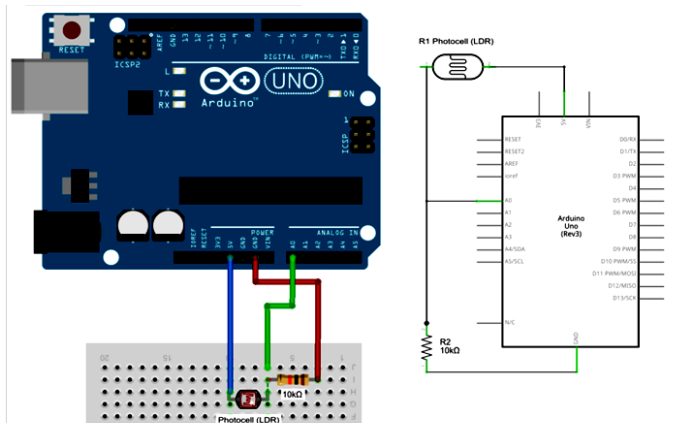 RESET
ICSP2
AREF
GND
13
12
~11
~10
~9
8
7
~6
~5
4
~3
2
TX▶1
RX◀0
DIGITAL (PWM~)
L
TX
RX
Arduino™
UNO
ON
1
ICSP
IOREF
RESET
3V3
5V
GND
GND
VIN
POWER
ANALOG IN
A0
A1
A2
A3
A4
A5
20
15
5
1
J
I
H
G
F
10kΩ
Photocell (LDR)
R1 Photocell (LDR)
3V3
5V
VIN
RESET
RESET2
AREF
ioref
A0
A1
A2
A3
A4/SDA
A5/SCL
N/C
Arduino
Uno
(Rev3)
D0/RX
D1/TX
D2
D3 PWM
D4
D5 PWM
D6 PWM
D7
D8
D9 PWM
D10 PWM/SS
D11 PWM/MOSI
D12/MISO
D13/SCK
GND
R2
10kΩ